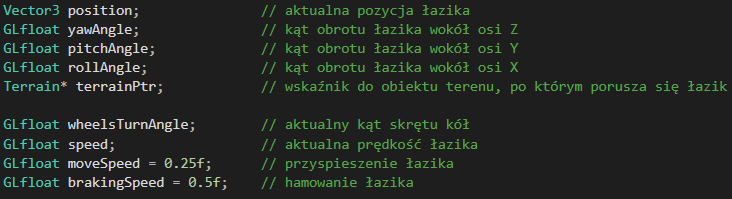 Vector3 position;               // aktualna pozycja łazika
GLfloat yawAngle;               // kąt obrotu łazika wokół osi Z
GLfloat pitchAngle;             // kąt obrotu łazika wokół osi Y
GLfloat rollAngle;              // kąt obrotu łazika wokół osi X
Terrain* terrainPtr;            // wskaźnik do obiektu terenu, po którym porusza się łazik
GLfloat wheelsTurnAngle;        // aktualny kąt skrętu kół
GLfloat speed;                  // aktualna prędkość łazika
GLfloat moveSpeed = 0.25f;      // przyspieszenie łazika
GLfloat brakingSpeed = 0.5f;    // hamowanie łazika